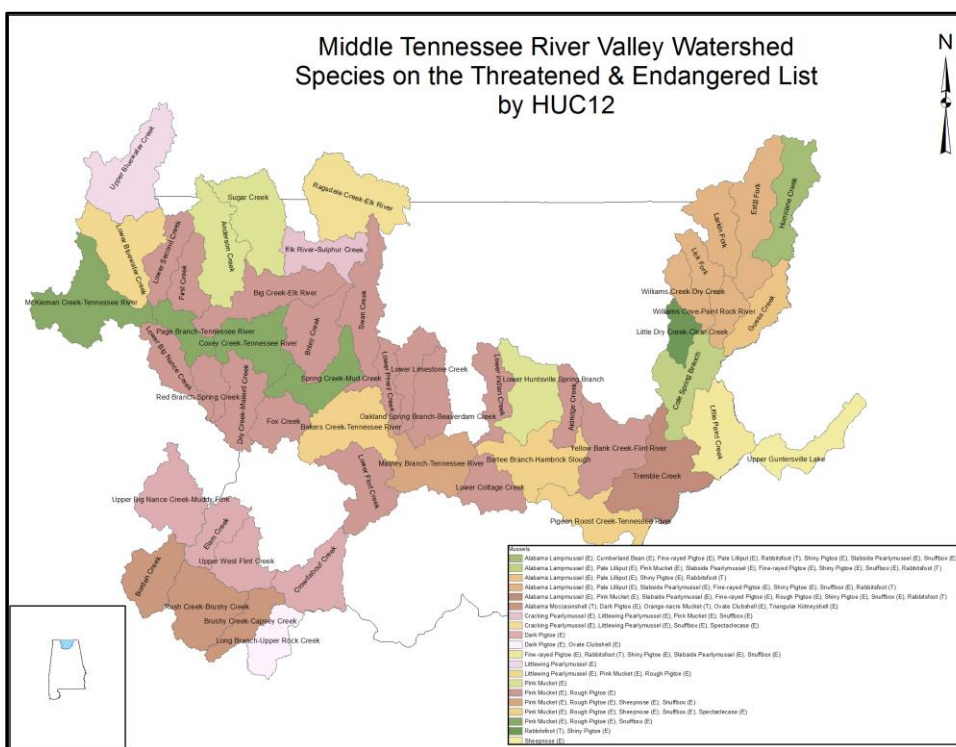 Middle Tennessee River Valley Watershed
Species on the Threatened & Endangered List
by HUC12
N
Upper Bluewater Creek
Sugar Creek
Ragsdale Creek-Elk River
Hurricane Creek
Estill Fork
Larkin Fork
Lick Fork
Lower Bluewater Creek
Lower Second Creek
First Creek
Anderson Creek
Elk River-Sulphur Creek
Big Creek-Elk River
Swan Creek
Williams Creek-Dry Creek
McKiernan Creek-Tennessee River
Williams Cove-Paint Rock River
Guess Creek
Page Branch-Tennessee River
Little Dry Creek-Clear Creek
Coxey Creek-Tennessee River
Briley Creek
Lower Big Nance Creek
Lower Piney Creek
Lower Limestone Creek
Lower Indian Creek
Lower Huntsville Spring Branch
Cole Spring Branch
Spring Creek-Mud Creek
Red Branch-Spring Creek
Dry Creek-Mallard Creek
Aldridge Creek
Little Paint Creek
Fox Creek
Oakland Spring Branch-Beaverdam Creek
Bakers Creek-Tennessee River
Yellow Bank Creek-Flint River
Bartee Branch-Hambrick Slough
Upper Guntersville Lake
Lower Flint Creek
Lower Cotaco Creek
Tremble Creek
Upper Big Nance Creek-Muddy Fork
Elam Creek
Pigeon Roost Creek-Tennessee River
Upper West Flint Creek
Crowdabout Creek
Borden Creek
Rush Creek-Brushy Creek
Brushy Creek-Capsey Creek
Long Branch-Upper Rock Creek
Mussels
Alabama Lampmussel (E), Cumberland Bean (E), Fine-rayed Pigtoe (E), Pale Lilliput (E), Rabbitsfoot (T), Shiny Pigtoe (E), Slabside Pearlymussel (E), Snuffbox (E)
Alabama Lampmussel (E), Pale Lilliput (E), Pink Mucket (E), Slabside Pearlymussel (E), Fine-rayed Pigtoe (E), Shiny Pigtoe (E), Snuffbox (E), Rabbitsfoot (T)
Alabama Lampmussel (E), Pale Lilliput (E), Shiny Pigtoe (E), Rabbitsfoot (T)
Alabama Lampmussel (E), Pale Lilliput (E), Slabside Pearlymussel (E), Fine-rayed Pigtoe (E), Shiny Pigtoe (E), Snuffbox (E), Rabbitsfoot (T)
Alabama Lampmussel (E), Pink Mucket (E), Slabside Pearlymussel (E), Fine-rayed Pigtoe (E), Rough Pigtoe (E), Shiny Pigtoe (E), Snuffbox (E), Rabbitsfoot (T)
Alabama Moccasinshell (T), Dark Pigtoe (E), Orange-nacre Mucket (T), Ovate Clubshell (E), Triangular Kidneyshell (E)
Cracking Pearlymussel (E), Littlewing Pearlymussel (E), Pink Mucket (E), Snuffbox (E)
Cracking Pearlymussel (E), Littlewing Pearlymussel (E), Snuffbox (E), Spectaclecase (E)
Dark Pigtoe (E)
Dark Pigtoe (E), Ovate Clubshell (E)
Fine-rayed Pigtoe (E), Rabbitsfoot (T), Shiny Pigtoe (E), Slabside Pearlymussel (E), Snuffbox (E)
Littlewing Pearlymussel (E)
Littlewing Pearlymussel (E), Pink Mucket (E), Rough Pigtoe (E)
Pink Mucket (E)
Pink Mucket (E), Rough Pigtoe (E)
Pink Mucket (E), Rough Pigtoe (E), Sheepnose (E), Snuffbox (E)
Pink Mucket (E), Rough Pigtoe (E), Sheepnose (E), Snuffbox (E), Spectaclecase (E)
Pink Mucket (E), Rough Pigtoe (E), Snuffbox (E)
Rabbitsfoot (T), Shiny Pigtoe (E)
Sheepnose (E)